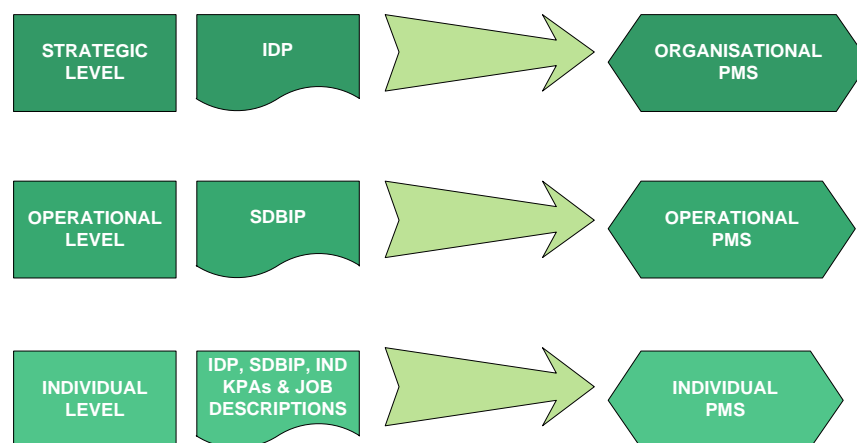 STRATEGIC
LEVEL
IDP
ORGANISATIONAL
PMS
OPERATIONAL
LEVEL
SDBIP
OPERATIONAL
PMS
INDIVIDUAL
LEVEL
IDP, SDBIP, IND
KPAs & JOB
DESCRIPTIONS
INDIVIDUAL
PMS